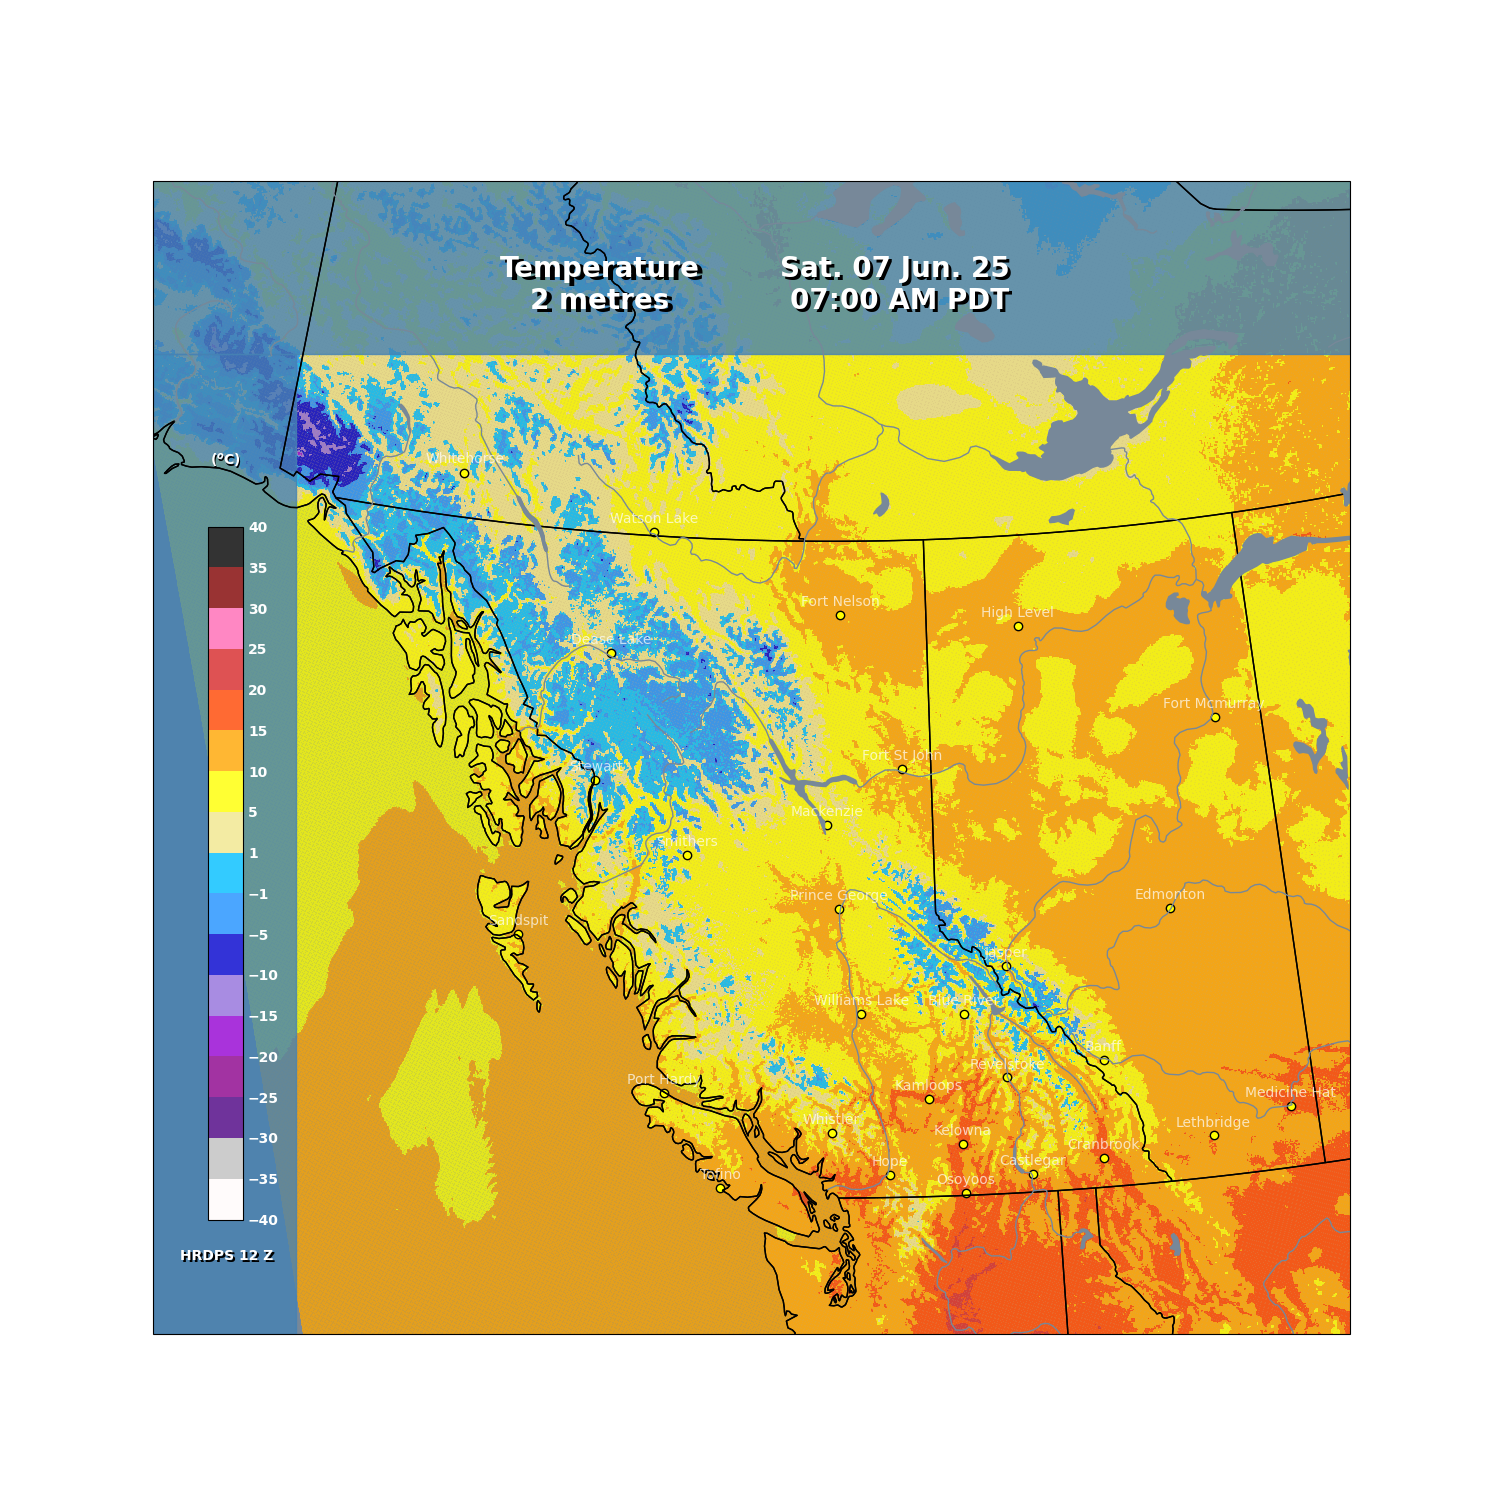 Temperature
2 metres
Sat. 07 Jun. 25
07:00 AM PDT
(°C)
40
35
30
25
20
15
10
5
1
−1
−5
−10
−15
−20
−25
−30
−35
−40
HRDPS 12 Z
Whitehorse
Watson Lake
Fort Nelson
High Level
Dease Lake
Fort Mcmurray
Fort St John
Stewart
Mackenzie
Smithers
Prince George
Edmonton
Sandspit
Jasper
Williams Lake
Blue River
Banff
Revelstoke
Port Hardy
Kamloops
Medicine Hat
Whistler
Lethbridge
Kelowna
Cranbrook
Hope
Castlegar
Tofino
Osoyoos